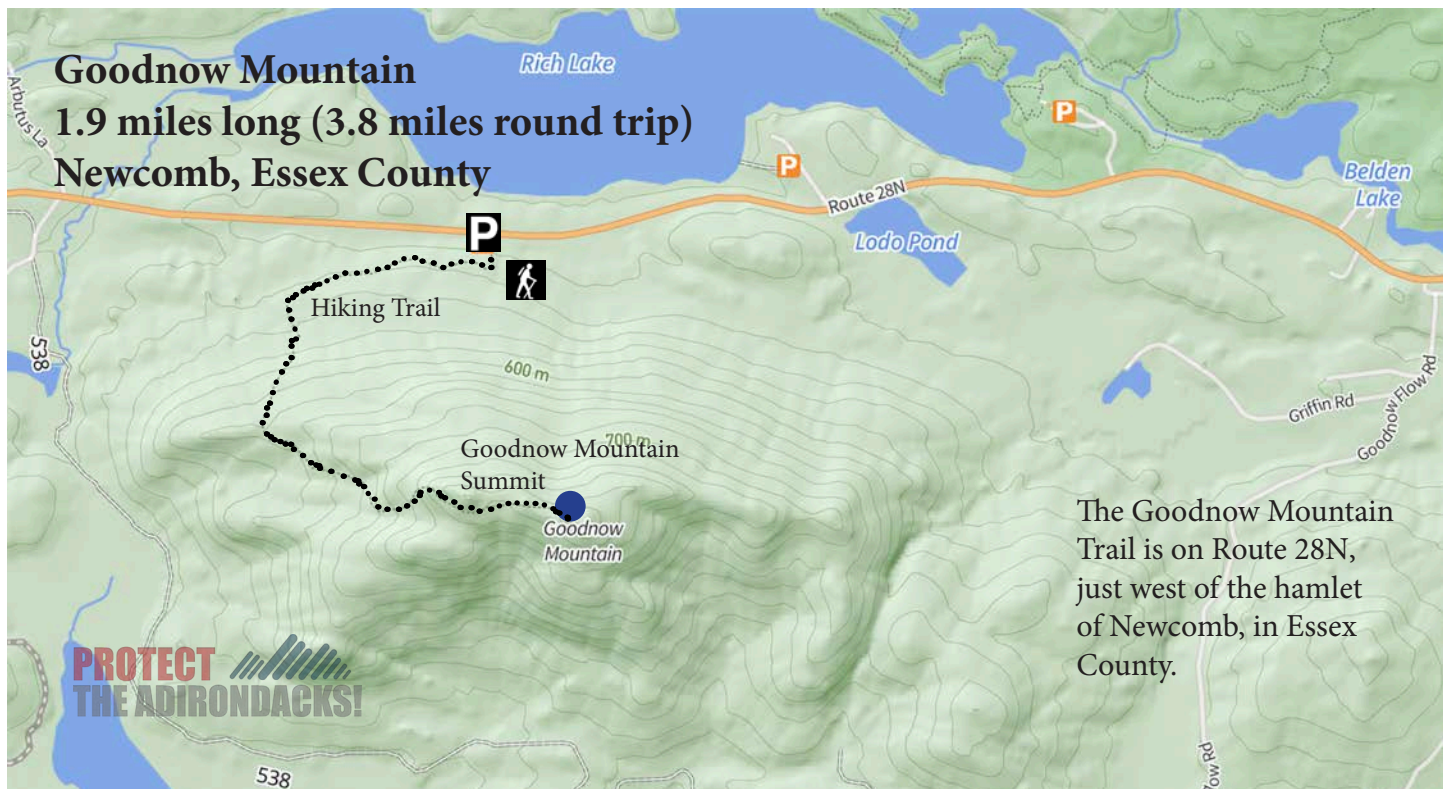 Goodnow Mountain
1.9 miles long (3.8 miles round trip)
Newcomb, Essex County
Rich Lake
Arbutus La
P
P
Belden
Lake
Route 28N
Lodo Pond
P
Hiking Trail
538
600 m
Griffin Rd
Goodnow Flow Rd
700 m
Goodnow Mountain
Summit
Goodnow
Mountain
The Goodnow Mountain
Trail is on Route 28N,
just west of the hamlet
of Newcomb, in Essex
County.
PROTECT
THE ADIRONDACKS!
538
ow Rd